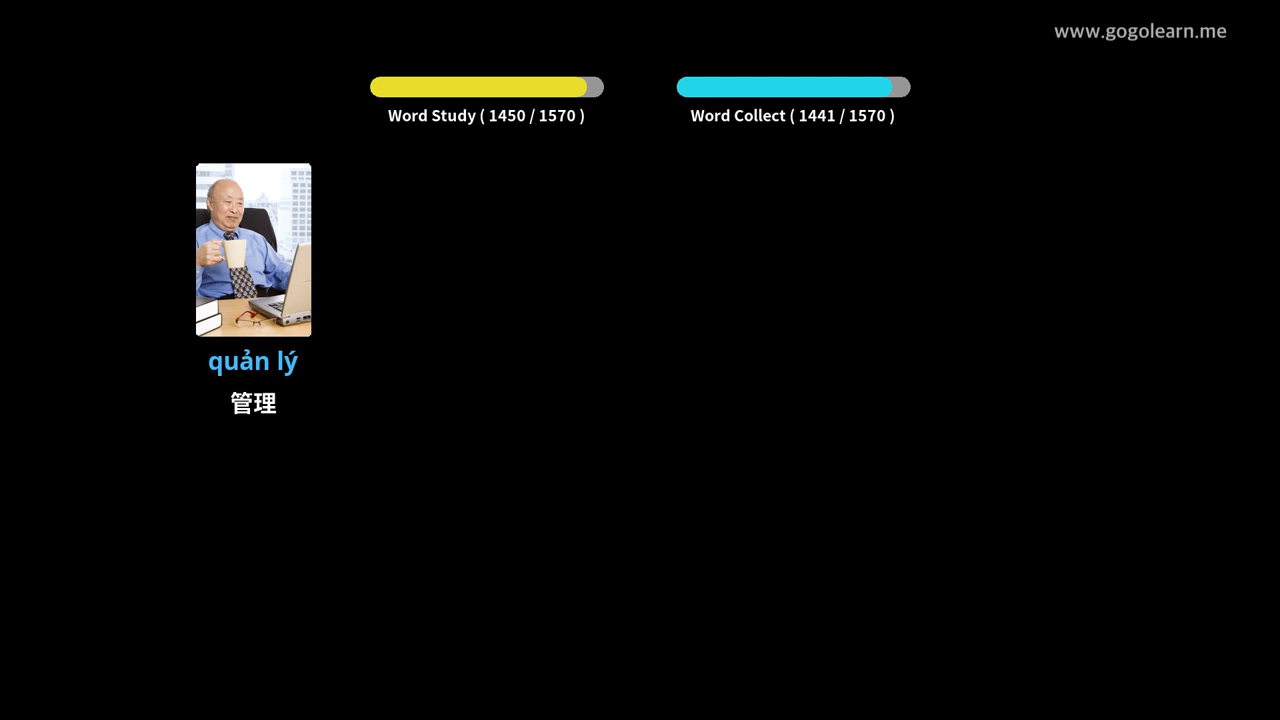 www.gogolearn.me
Word Study ( 1450 / 1570 )
Word Collect ( 1441 / 1570 )
quản lý
管理